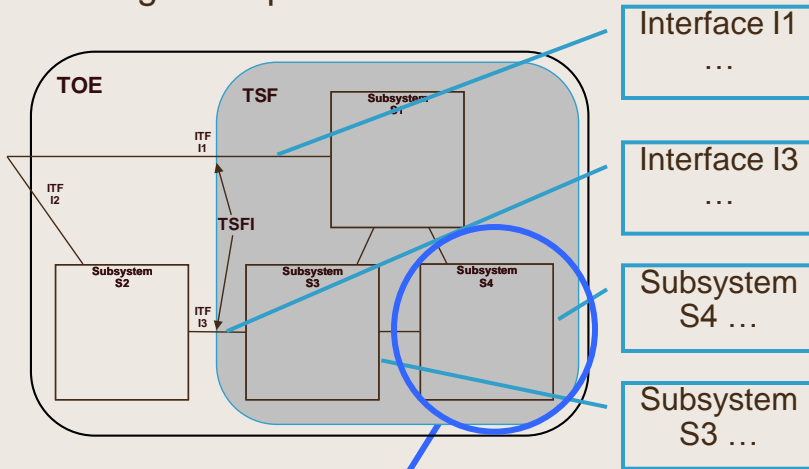 TOE
TSF
Subsystem
S1
ITF
I1
ITF
I2
TSFI
Subsystem
S2
ITF
I3
Subsystem
S3
Subsystem
S4
Interface I1
…
Interface I3
…
Subsystem
S4 …
Subsystem
S3 …